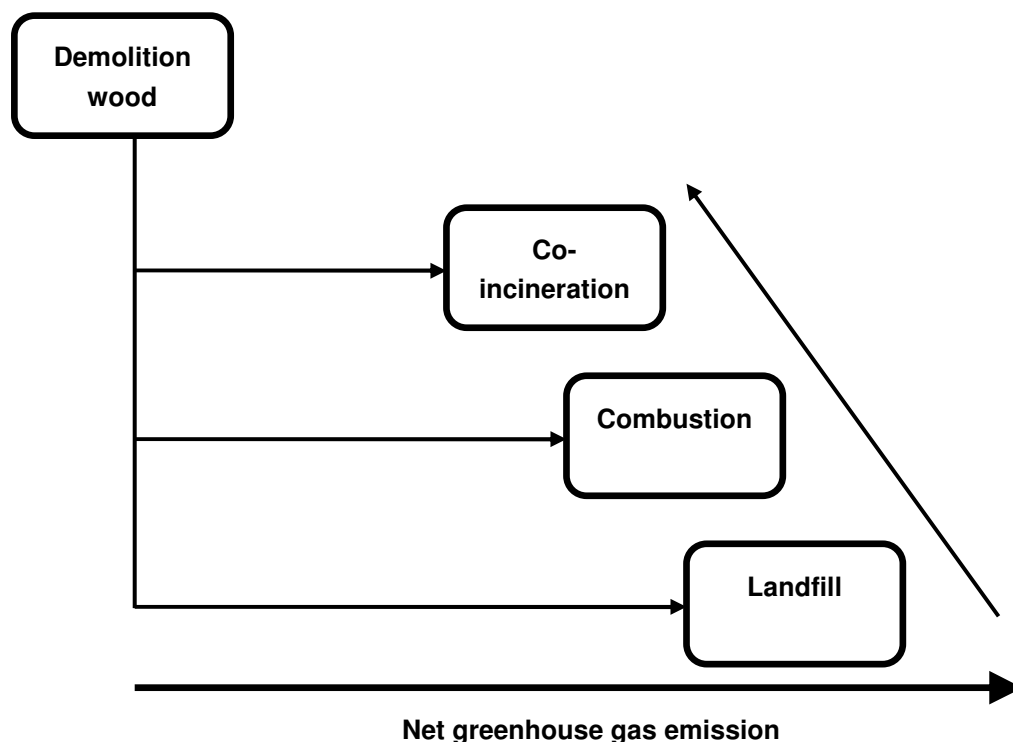 Demolition
wood
Co-
incineration
Combustion
Landfill
Net greenhouse gas emission